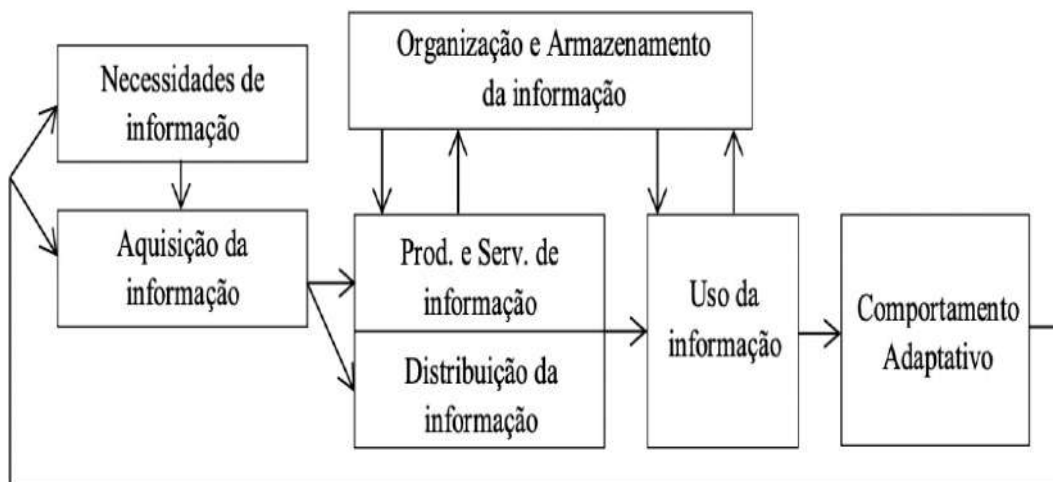 Necessidades de
informação
Organização e Armazenamento
da informação
Aquisição da
informação
Prod. e Serv. de
informação
Distribuição da
informação
Uso da
informação
Comportamento
Adaptativo